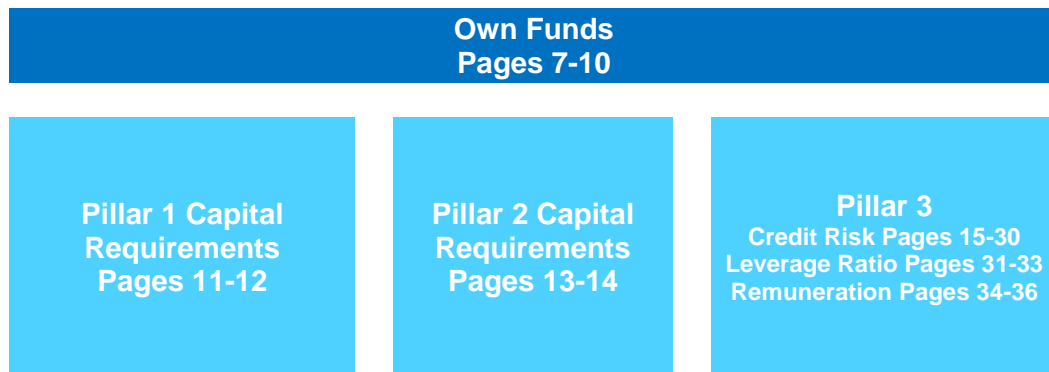 Own Funds
Pages 7-10
Pillar 1 Capital
Requirements
Pages 11-12
Pillar 2 Capital
Requirements
Pages 13-14
Pillar 3
Credit Risk Pages 15-30
Leverage Ratio Pages 31-33
Remuneration Pages 34-36